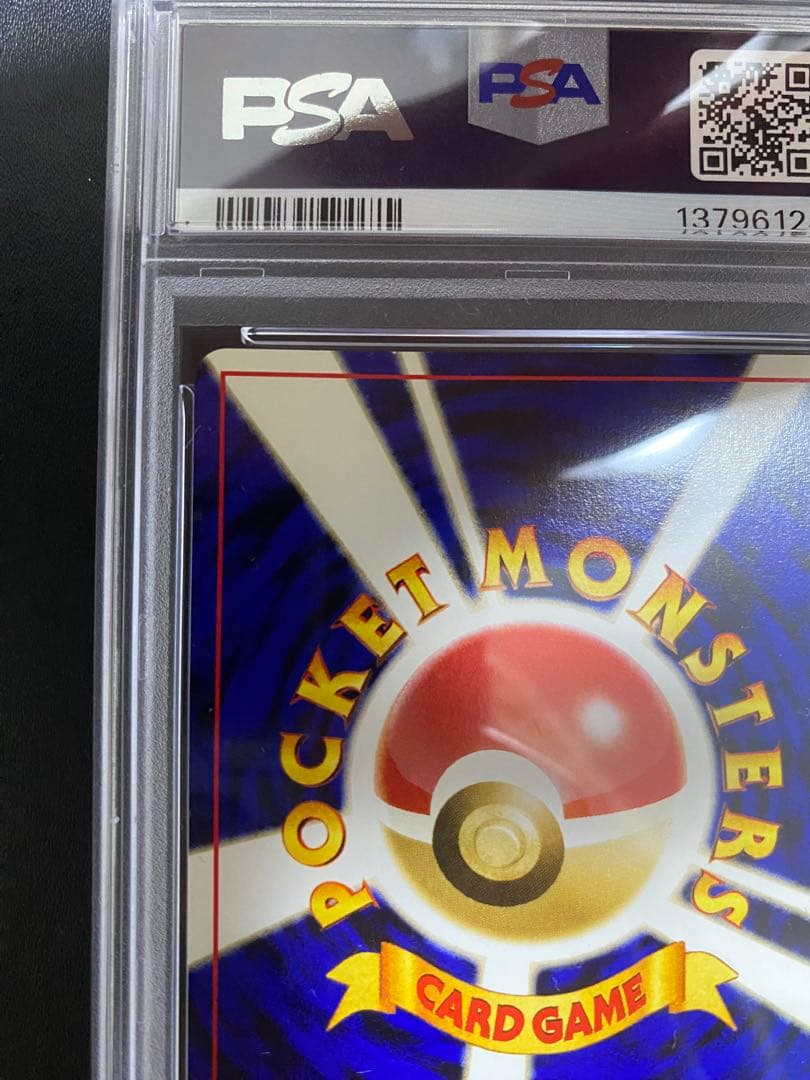 PSA
PSA
1379612
POCKET MONSTERS
CARD GAME